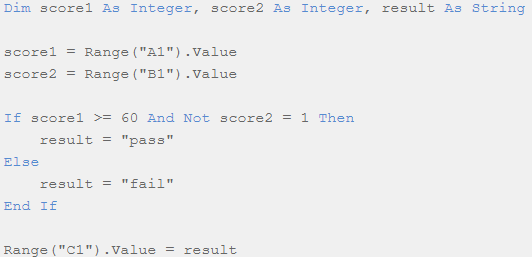 Dim score1 As Integer, score2 As Integer, result As String
score1 = Range("A1").Value
score2 = Range("B1").Value
If score1 >= 60 And Not score2 = 1 Then
    result = "pass"
Else
    result = "fail"
End If
Range("C1").Value = result